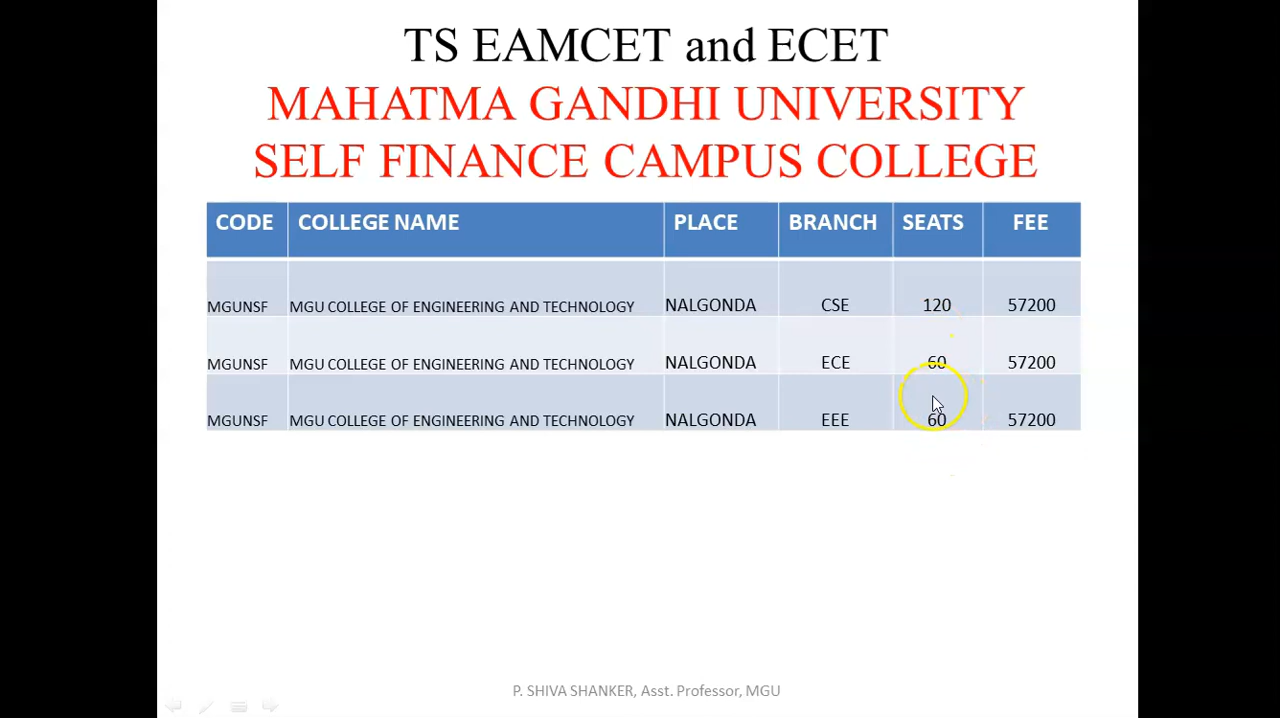 TS EAMCET and ECET
MAHATMA GANDHI UNIVERSITY
SELF FINANCE CAMPUS COLLEGE
CODE COLLEGE NAME PLACE BRANCH SEATS FEE
MGUNSF MGU COLLEGE OF ENGINEERING AND TECHNOLOGY NALGONDA CSE 120 57200
MGUNSF MGU COLLEGE OF ENGINEERING AND TECHNOLOGY NALGONDA ECE 60 57200
MGUNSF MGU COLLEGE OF ENGINEERING AND TECHNOLOGY NALGONDA EEE 60 57200
P. SHIVA SHANKER, Asst. Professor, MGU